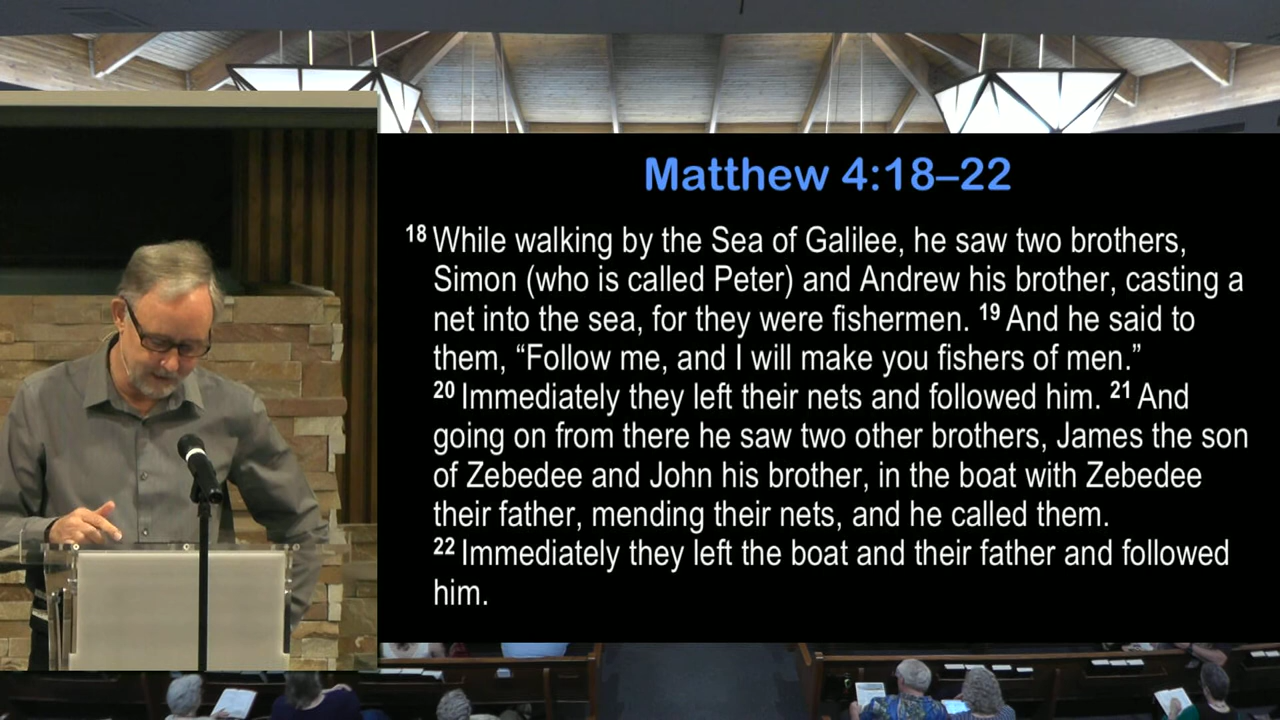 Matthew 4:18–22
18 While walking by the Sea of Galilee, he saw two brothers,
Simon (who is called Peter) and Andrew his brother, casting a
net into the sea, for they were fishermen. 19 And he said to
them, “Follow me, and I will make you fishers of men.”
20 Immediately they left their nets and followed him. 21 And
going on from there he saw two other brothers, James the son
of Zebedee and John his brother, in the boat with Zebedee
their father, mending their nets, and he called them.
22 Immediately they left the boat and their father and followed
him.